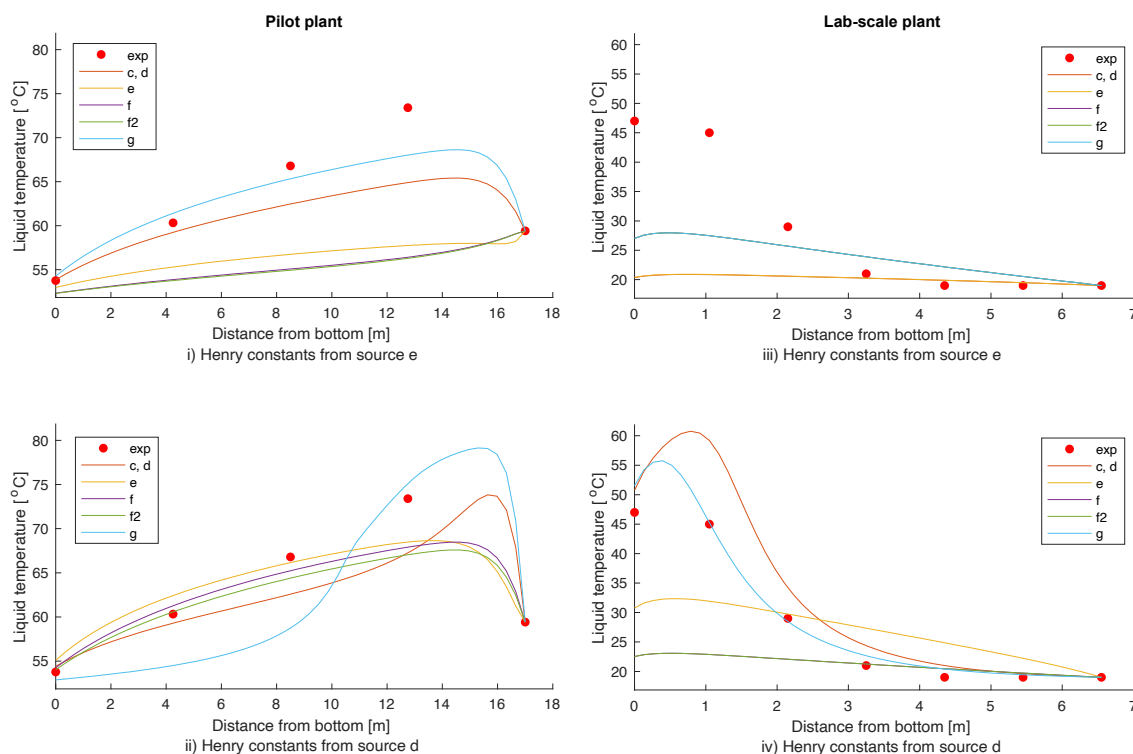 Pilot plant
Liquid temperature [ °C]
80
75
70
65
60
55
exp
c, d
e
f
f2
g
0 2 4 6 8 10 12 14 16 18
Distance from bottom [m]
i) Henry constants from source e
Lab-scale plant
Liquid temperature [ °C]
60
55
50
45
40
35
30
25
20
exp
c, d
e
f
f2
g
0 1 2 3 4 5 6 7
Distance from bottom [m]
iii) Henry constants from source e
Liquid temperature [ °C]
80
75
70
65
60
55
exp
c, d
e
f
f2
g
0 2 4 6 8 10 12 14 16 18
Distance from bottom [m]
ii) Henry constants from source d
Liquid temperature [ °C]
60
55
50
45
40
35
30
25
20
exp
c, d
e
f
f2
g
0 1 2 3 4 5 6 7
Distance from bottom [m]
iv) Henry constants from source d